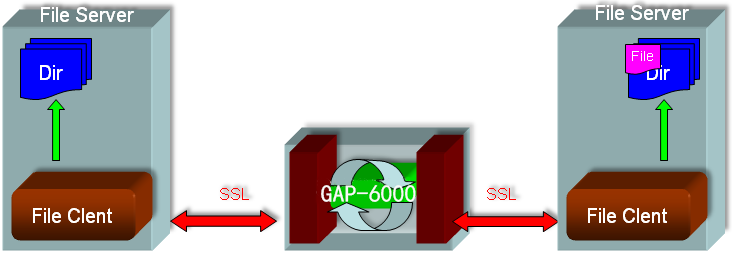 File Server
Dir
File Clent
SSL
GAP-6000
SSL
File Server
File
Dir
File Clent